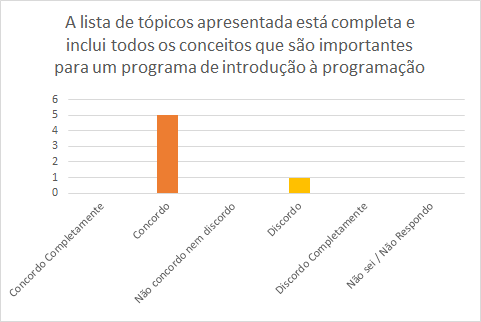 A lista de tópicos apresentada está completa e
inclui todos os conceitos que são importantes
para um programa de introdução à programação
6
5
4
3
2
1
0
Concordo Completamente
Concordo
Não concordo nem discordo
Discordo
Discordo Completamente
Não sei / Não Respondo